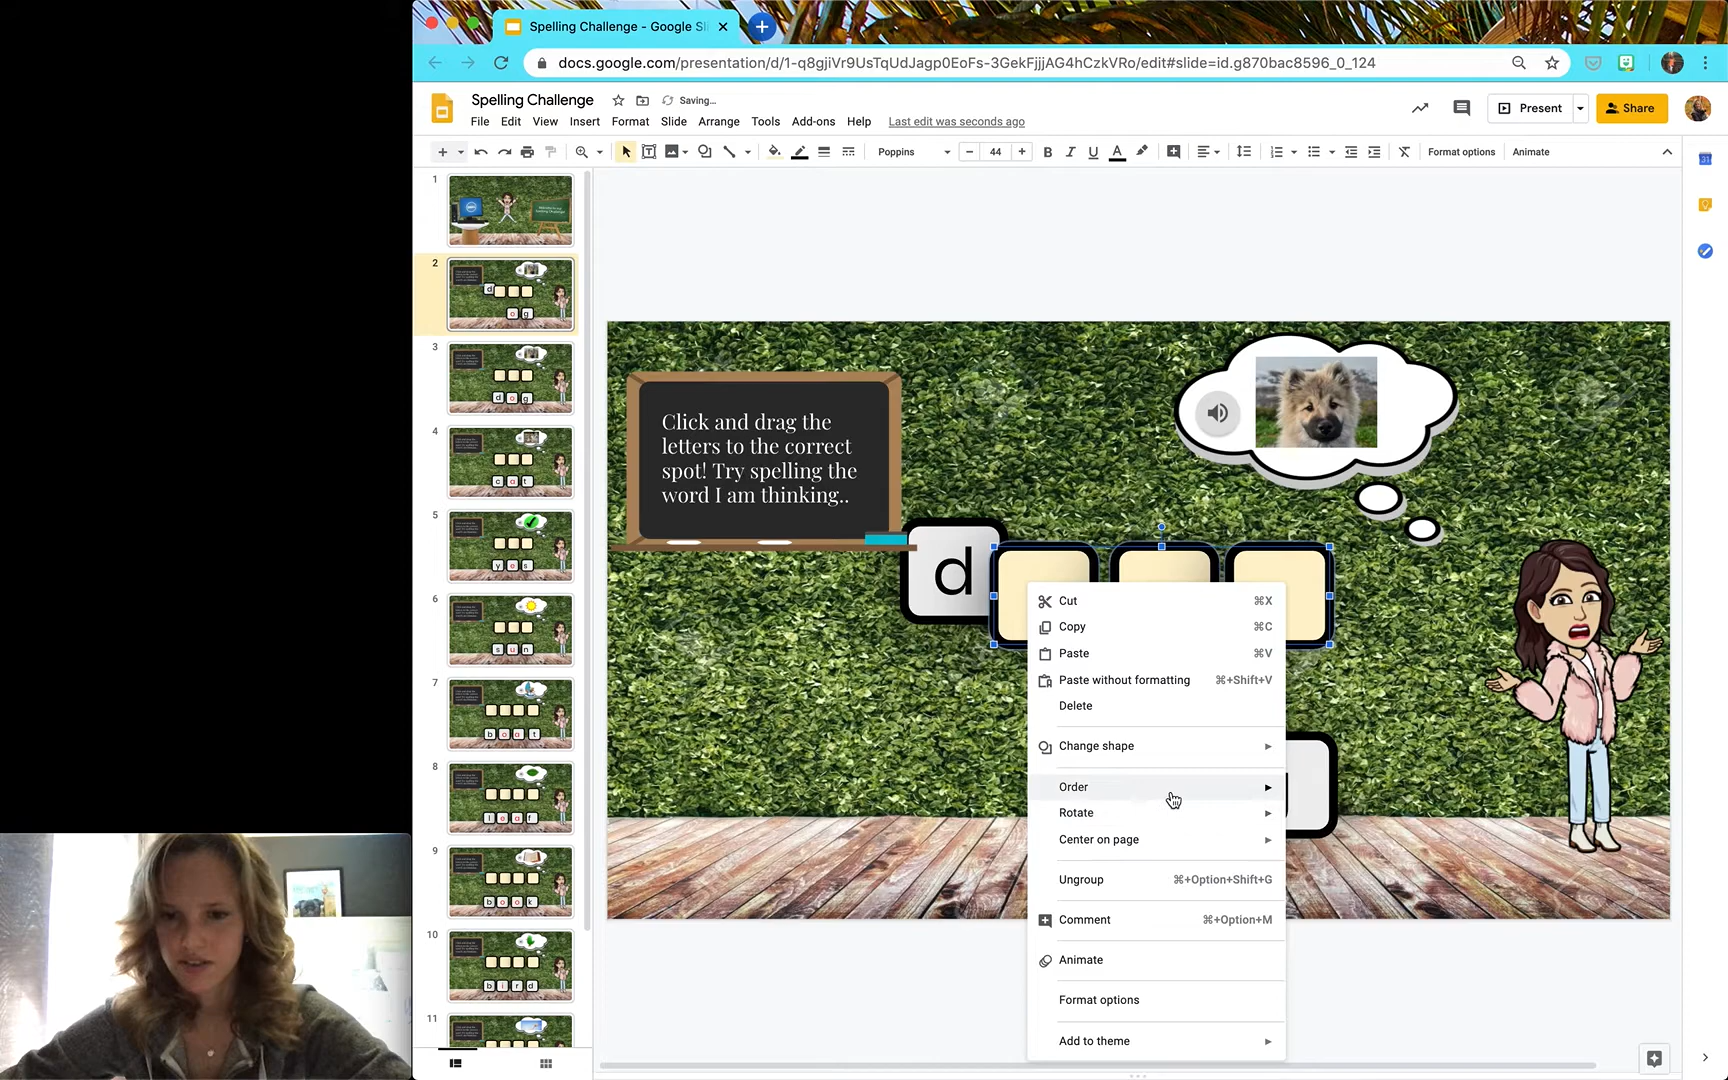 Spelling Challenge - Google Sli
docs.google.com/presentation/d/1-q8gjiVr9UsTqUdJagp0EoFs-3GekFjjjAG4hCzkVRo/edit#slide=id.g870bac8596_0_124
Spelling Challenge
Saving...
File Edit View Insert Format Slide Arrange Tools Add-ons Help Last edit was seconds ago
Present
Share
Poppins
44
Format options
Animate
1
2
d
o g
3
d o g
4
c a t
5
y e s
6
s u n
7
b o a t
8
l e a f
9
b o o k
10
b i r d
11
Click and drag the
letters to the correct
spot! Try spelling the
word I am thinking..
d
Cut ⌘X
Copy ⌘C
Paste ⌘V
Paste without formatting ⌘+Shift+V
Delete
Change shape
Order
Rotate
Center on page
Ungroup ⌘+Option+Shift+G
Comment ⌘+Option+M
Animate
Format options
Add to theme